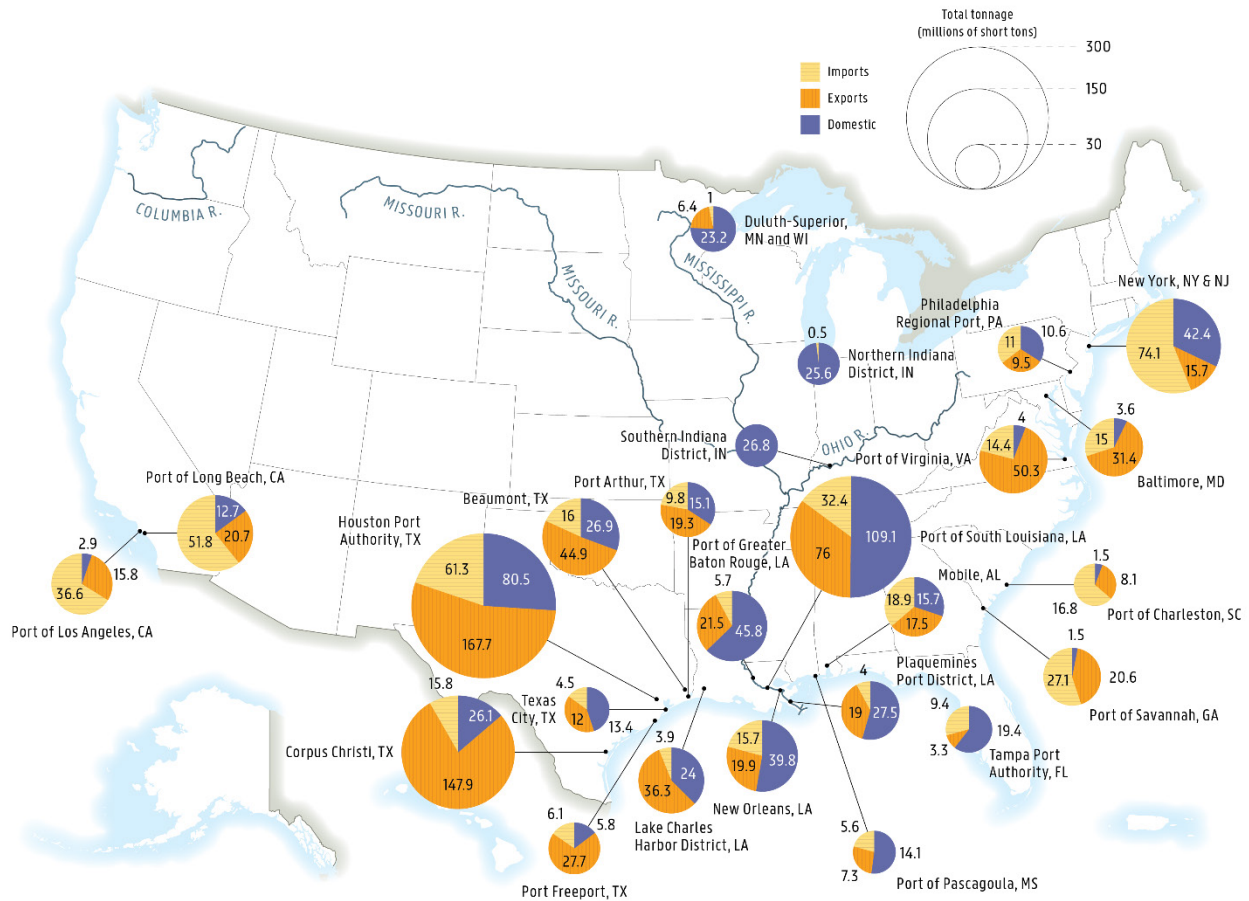 Total tonnage
(millions of short tons)
300
150
30
Imports
Exports
Domestic
COLUMBIA R.
MISSOURI R.
MISSOURI R.
MISSISSIPPI R.
OHIO R.
1
6.4
23.2
Duluth-Superior,
MN and WI
0.5
25.6
Northern Indiana
District, IN
26.8
Southern Indiana
District, IN
New York, NY & NJ
42.4
74.1
15.7
Philadelphia
Regional Port, PA
10.6
11
9.5
3.6
15
31.4
Baltimore, MD
4
14.4
50.3
Port of Virginia, VA
Port of Long Beach, CA
12.7
20.7
51.8
2.9
15.8
36.6
Port of Los Angeles, CA
Houston Port
Authority, TX
61.3
80.5
167.7
Beaumont, TX
16
26.9
44.9
Port Arthur, TX
9.8
15.1
19.3
Port of Greater
Baton Rouge, LA
5.7
21.5
45.8
32.4
109.1
76
Port of South Louisiana, LA
Mobile, AL
18.9
15.7
17.5
1.5
8.1
16.8
Port of Charleston, SC
1.5
27.1
20.6
Port of Savannah, GA
Plaquemines
Port District, LA
4
19
27.5
9.4
19.4
3.3
Tampa Port
Authority, FL
15.8
26.1
Corpus Christi, TX
147.9
Texas
City, TX
4.5
12
13.4
6.1
5.8
27.7
Port Freeport, TX
3.9
24
36.3
Lake Charles
Harbor District, LA
15.7
39.8
19.9
New Orleans, LA
5.6
14.1
7.3
Port of Pascagoula, MS